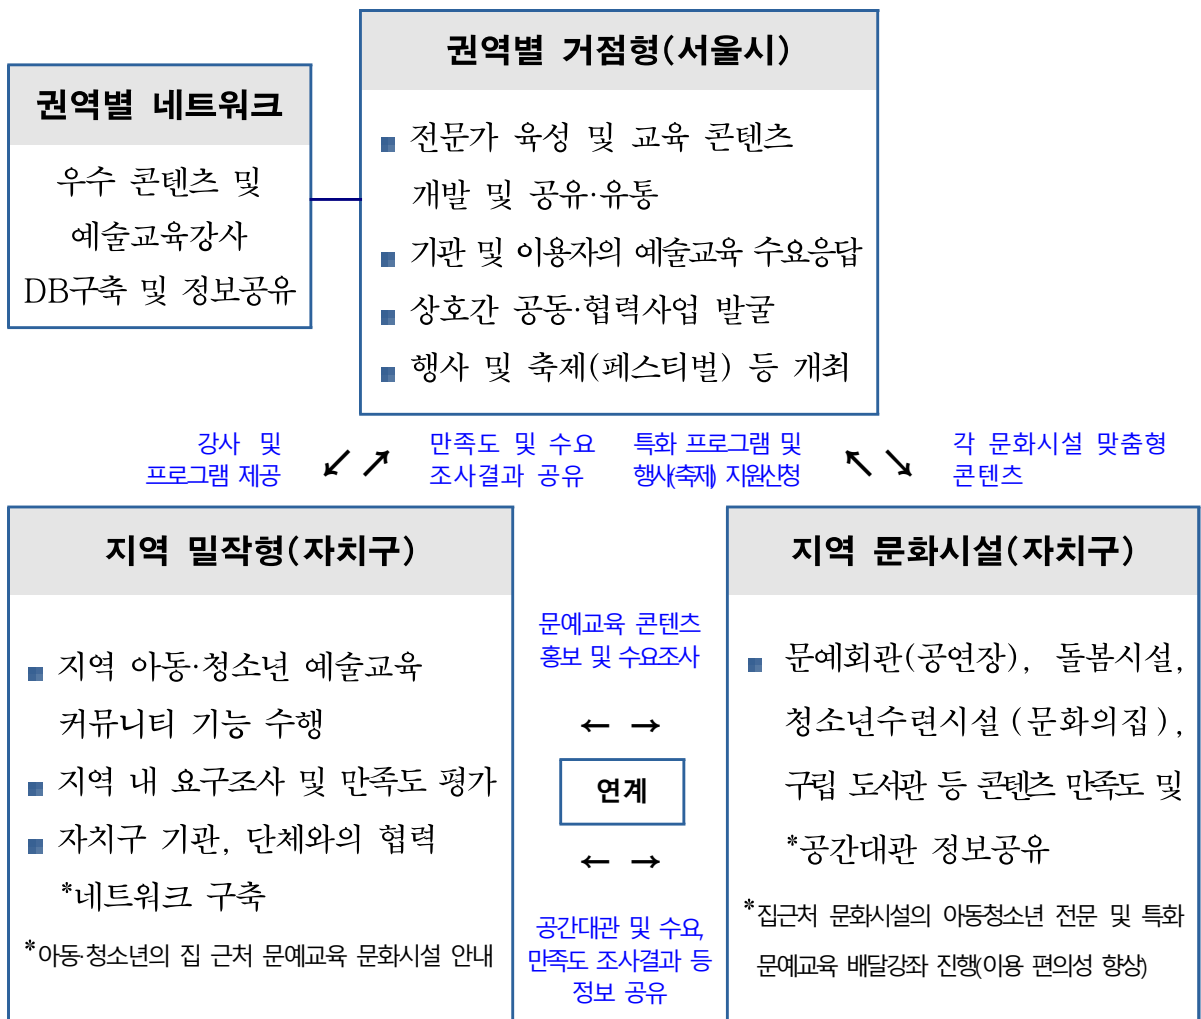 권역별 거점형(서울시)
권역별 네트워크
우수 콘텐츠 및
예술교육강사
DB구축 및 정보공유
전문가 육성 및 교육 콘텐츠
개발 및 공유·유통
기관 및 이용자의 예술교육 수요응답
상호간 공동·협력사업 발굴
행사 및 축제(페스티벌) 등 개최
강사 및
프로그램 제공
↙ ↗
만족도 및 수요
조사결과 공유
특화 프로그램 및
행사(축제) 지원신청
↖ ↘
각 문화시설 맞춤형
콘텐츠
지역 밀작형(자치구)
지역 아동·청소년 예술교육
커뮤니티 기능 수행
지역 내 요구조사 및 만족도 평가
자치구 기관, 단체와의 협력
*네트워크 구축
*아동·청소년의 집 근처 문예교육 문화시설 안내
문예교육 콘텐츠
홍보 및 수요조사
← →
연계
← →
공간대관 및 수요,
만족도 조사결과 등
정보 공유
지역 문화시설(자치구)
문예회관(공연장), 돌봄시설,
청소년수련시설(문화의집),
구립 도서관 등 콘텐츠 만족도 및
*공간대관 정보공유
*집근처 문화시설의 아동청소년 전문 및 특화
문예교육 배달강좌 진행(이용 편의성 향상)